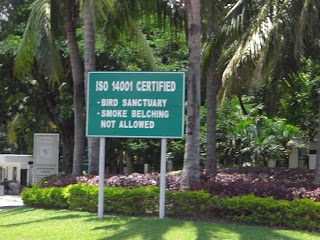 ISO 14001 CERTIFIED
- BIRD SANCTUARY
- SMOKE BELCHING
NOT ALLOWED